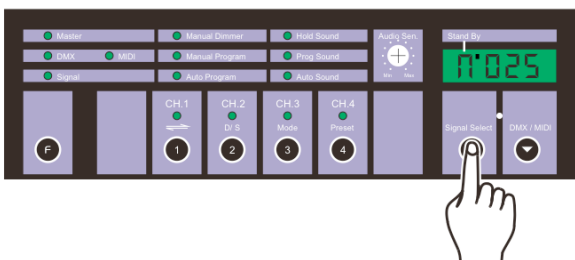 Master
Manual Dimmer
Hold Sound
Audio Sen.
Stand By
DMX
MIDI
Manual Program
Prog Sound
Signal
Auto Program
Auto Sound
Min
Max
n'025
CH.1
CH.2
CH.3
CH.4
D/ S
Mode
Preset
Signal Select
DMX / MIDI
F
1
2
3
4